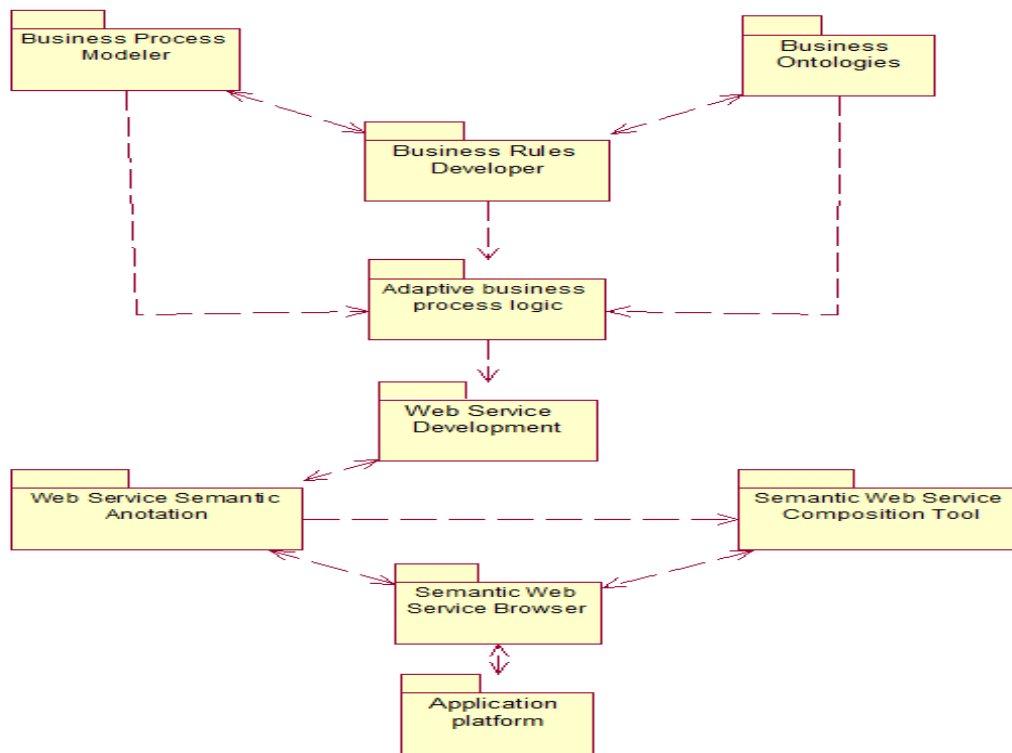 Business Process
Modeler
Business
Ontologies
Business Rules
Developer
Adaptive business
process logic
Web Service
Development
Web Service Semantic
Anotation
Semantic Web Service
Composition Tool
Semantic Web
Service Browser
Application
platform